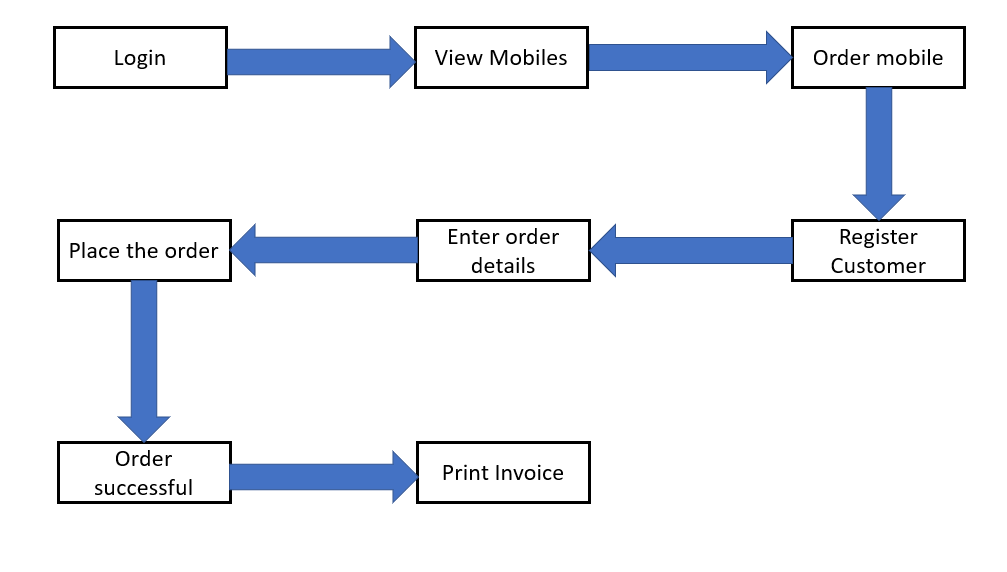 Login
View Mobiles
Order mobile
Place the order
Enter order
details
Register
Customer
Order
successful
Print Invoice